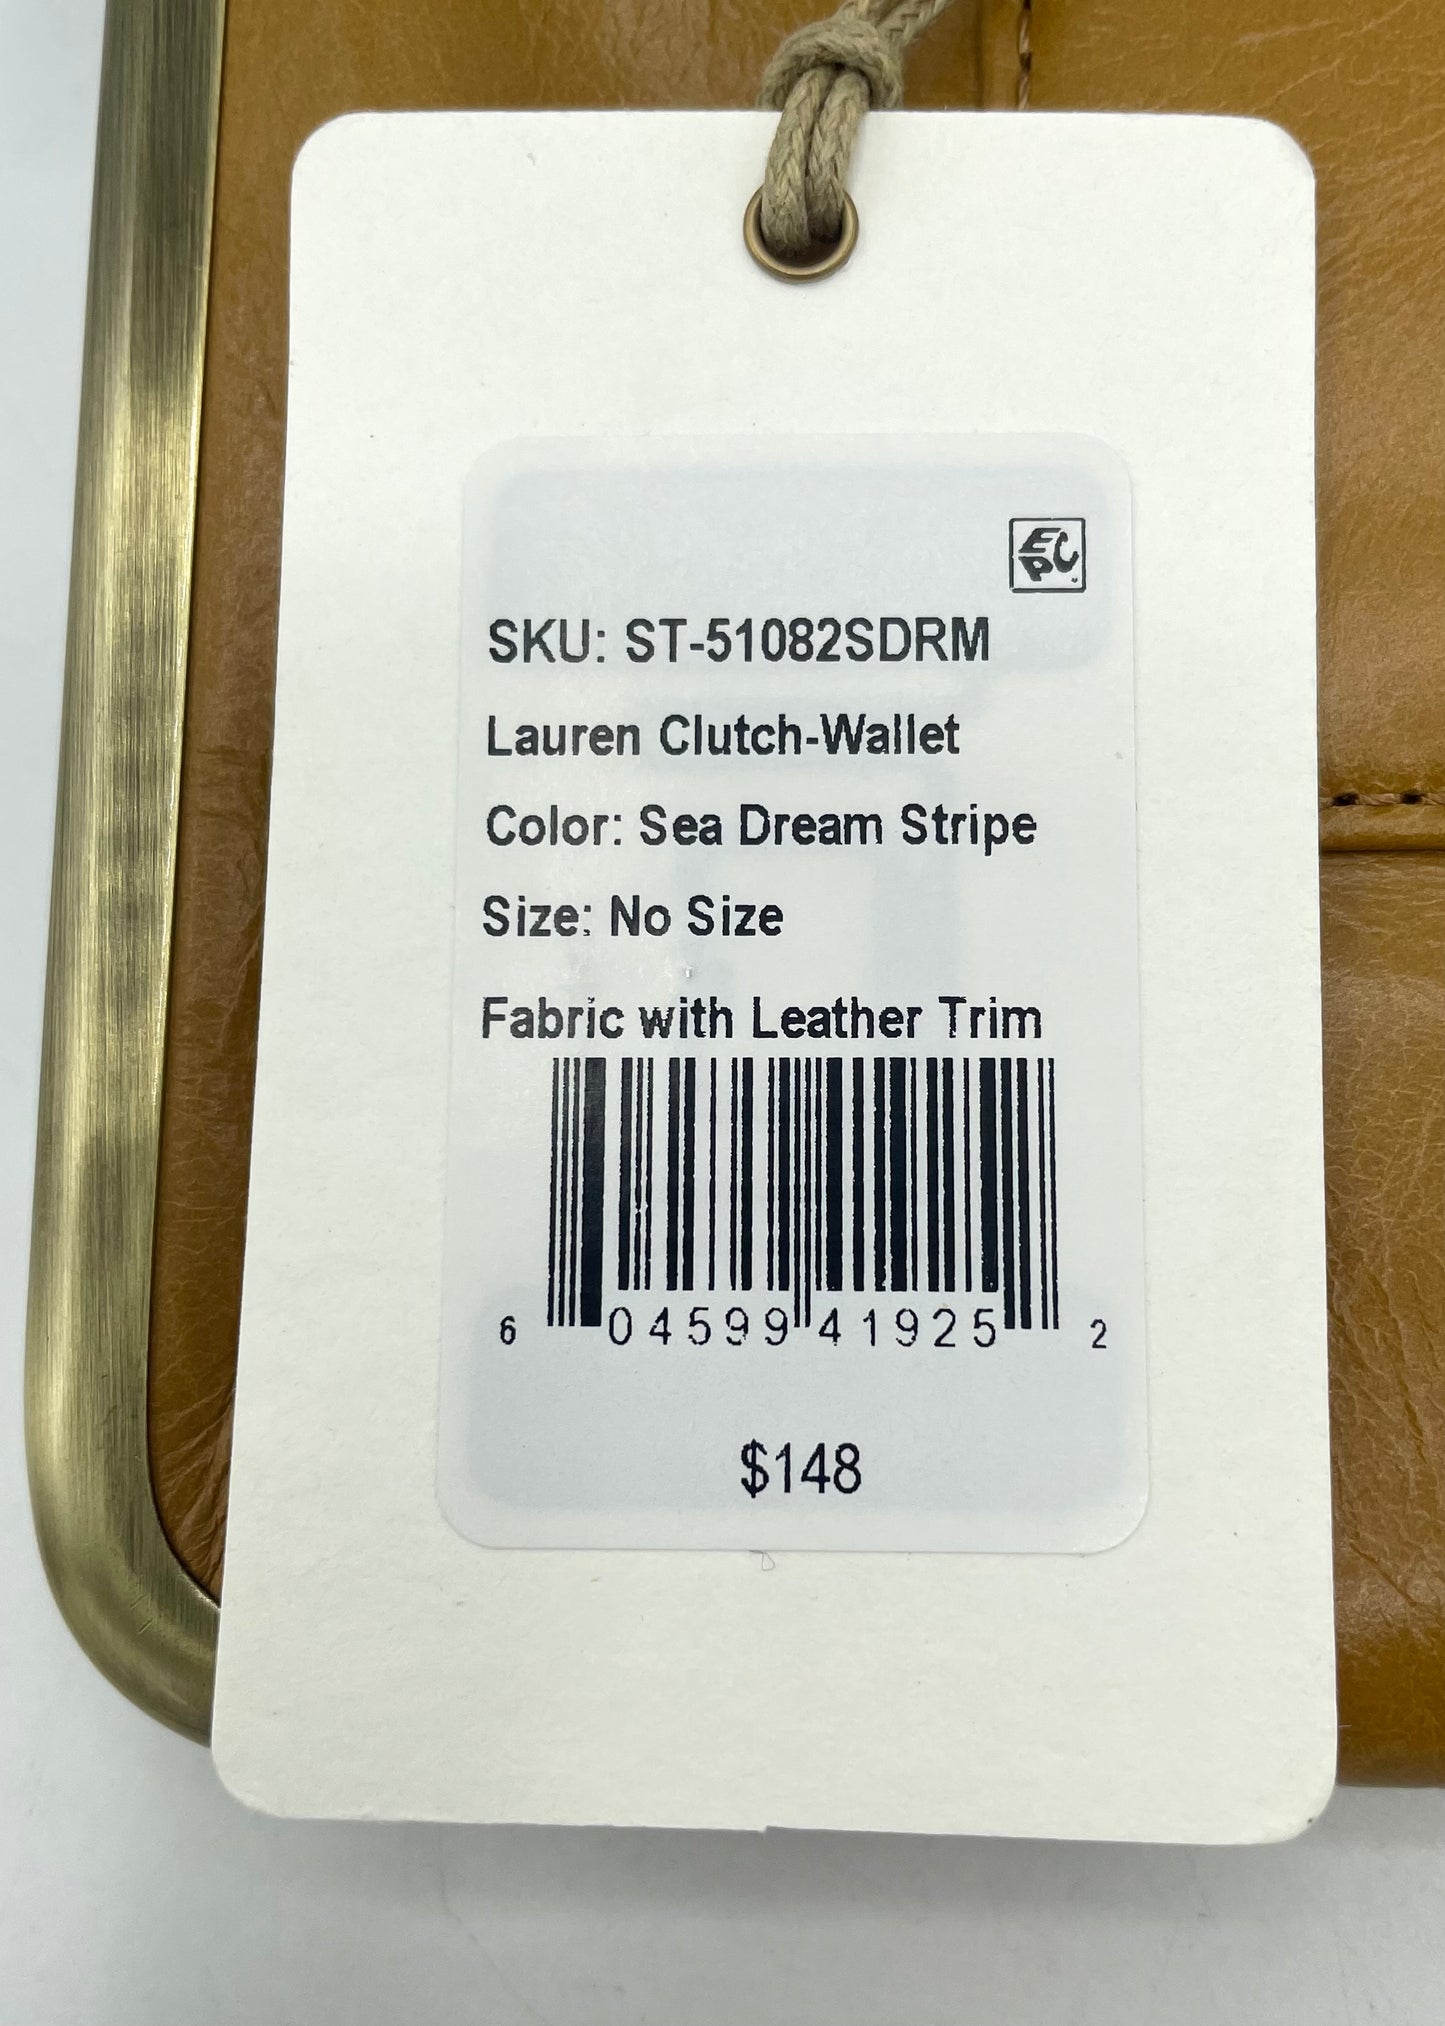 EPC
SKU: ST-51082SDRM
Lauren Clutch-Wallet
Color: Sea Dream Stripe
Size: No Size
Fabric with Leather Trim
6 04599 41925 2
$148